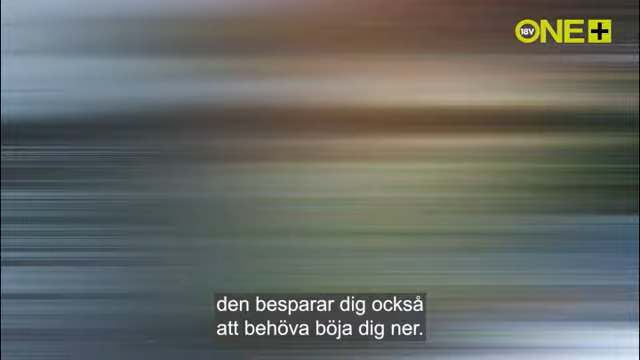 18V ONE+
den besparar dig också
att behöva böja dig ner.